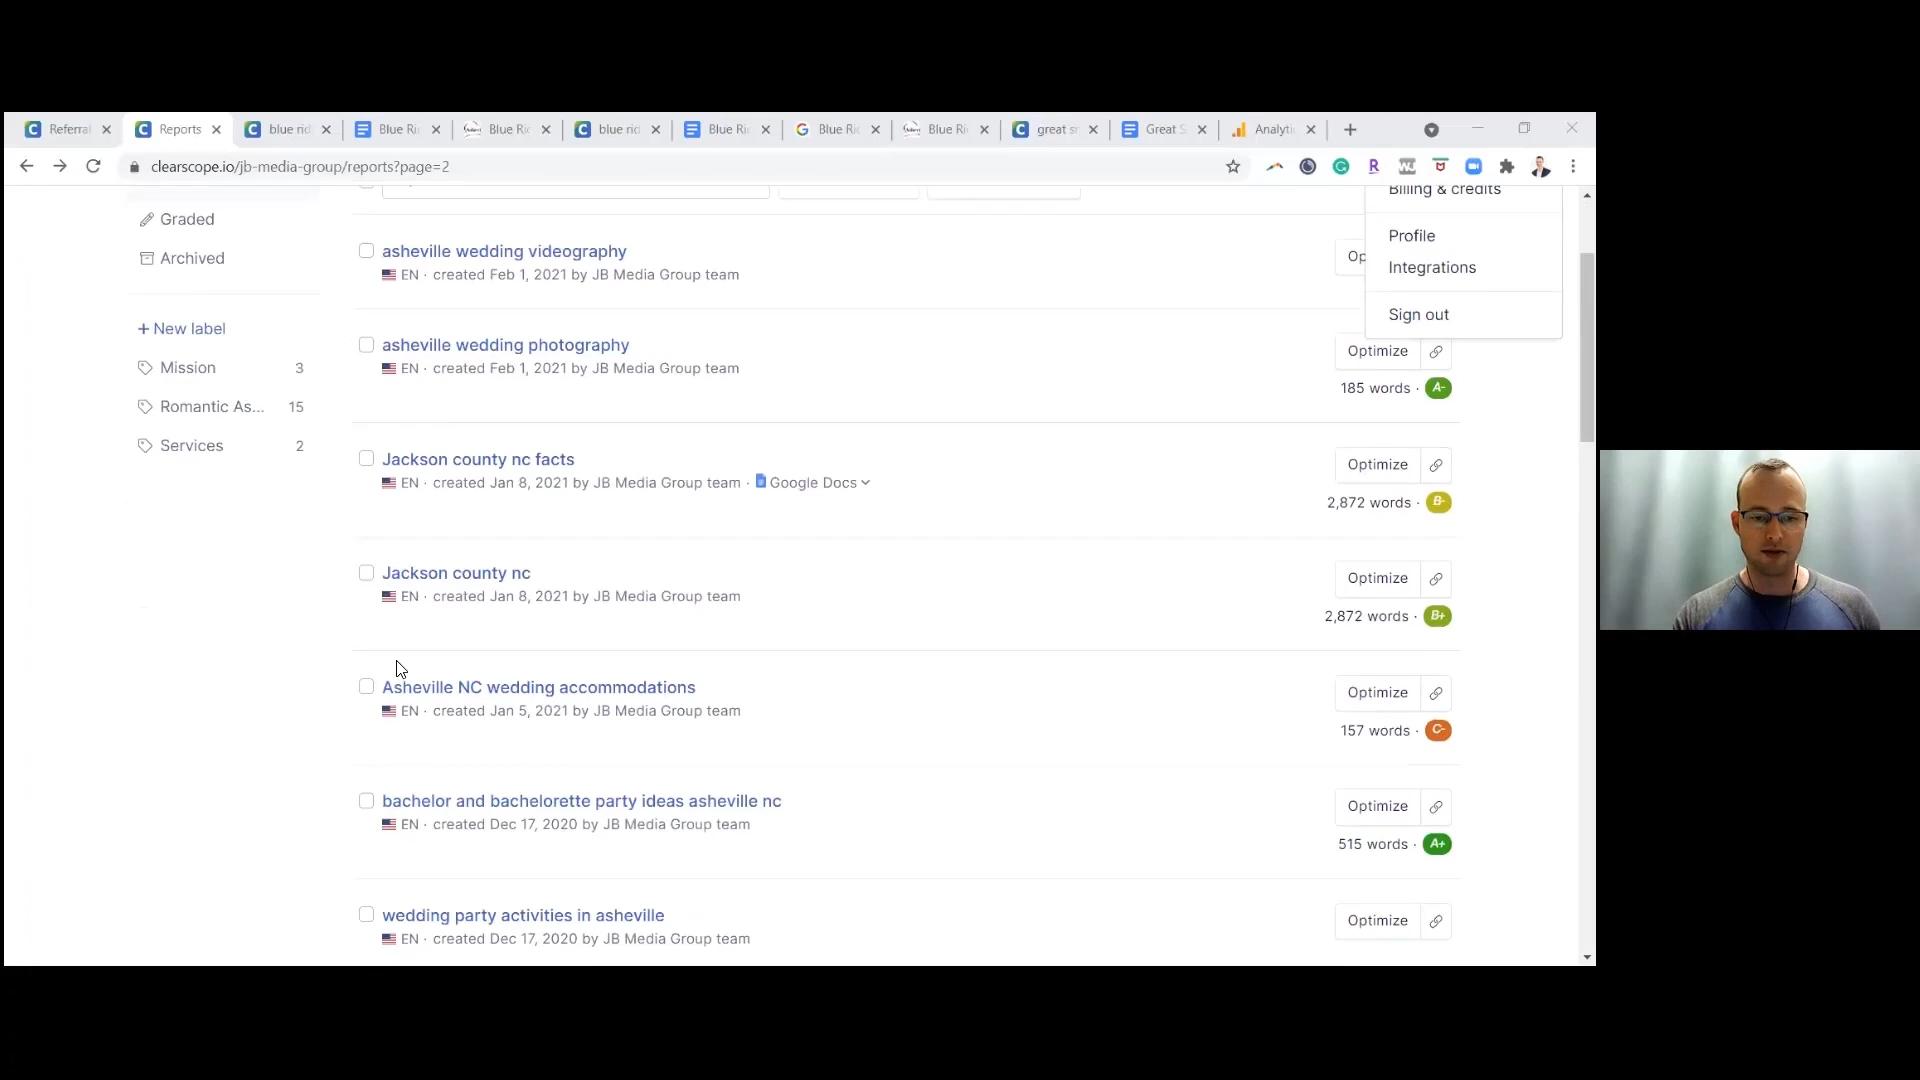 Referral
Reports
blue rid
Blue Ri
Blue Ri
blue rid
Blue Ri
Blue Ri
Blue Ri
great sm
Great S
Analyti
clearscope.io/jb-media-group/reports?page=2
Billing & credits
Profile
Integrations
Sign out
Graded
Archived
+ New label
Mission 3
Romantic As... 15
Services 2
asheville wedding videography
EN · created Feb 1, 2021 by JB Media Group team
Op
asheville wedding photography
EN · created Feb 1, 2021 by JB Media Group team
Optimize
185 words · A-
Jackson county nc facts
EN · created Jan 8, 2021 by JB Media Group team · Google Docs
Optimize
2,872 words · B-
Jackson county nc
EN · created Jan 8, 2021 by JB Media Group team
Optimize
2,872 words · B+
Asheville NC wedding accommodations
EN · created Jan 5, 2021 by JB Media Group team
Optimize
157 words · C-
bachelor and bachelorette party ideas asheville nc
EN · created Dec 17, 2020 by JB Media Group team
Optimize
515 words · A+
wedding party activities in asheville
EN · created Dec 17, 2020 by JB Media Group team
Optimize